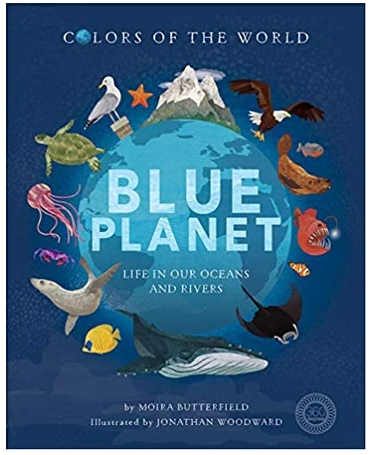 COLORS OF THE WORLD
BLUE
PLANET
LIFE IN OUR OCEANS
AND RIVERS
by MOIRA BUTTERFIELD
Illustrated by JONATHAN WOODWARD
360